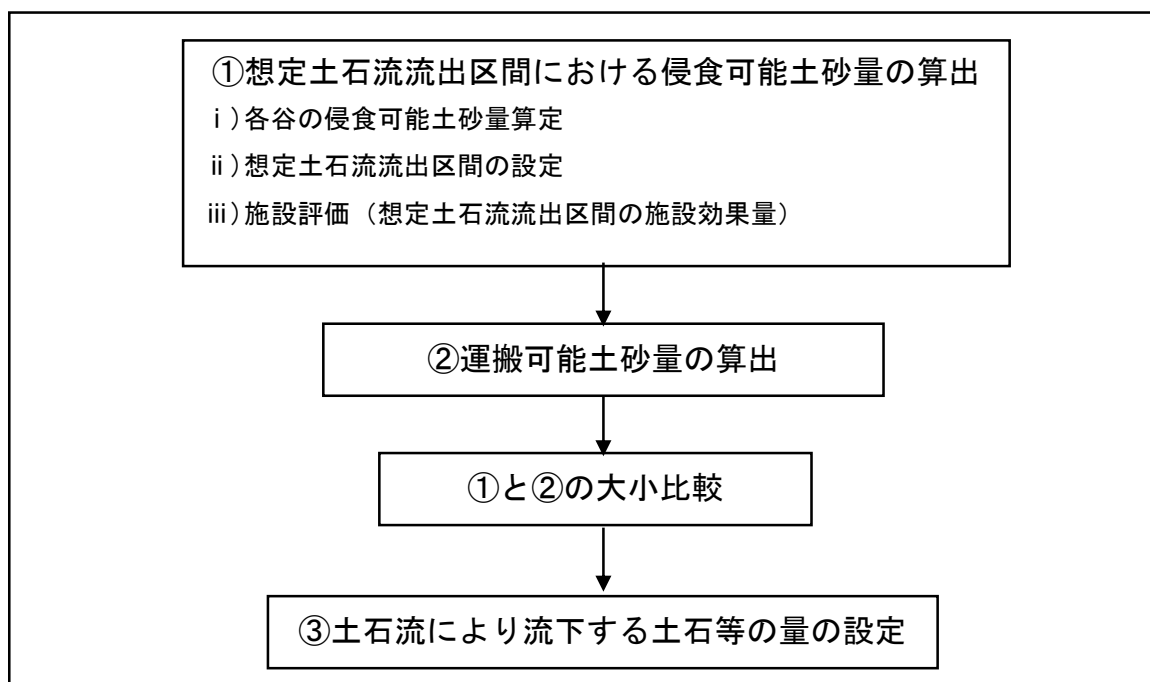 ①想定土石流流出区間における侵食可能土砂量の算出
ⅰ)各谷の侵食可能土砂量算定
ⅱ)想定土石流流出区間の設定
ⅲ)施設評価（想定土石流流出区間の施設効果量）
②運搬可能土砂量の算出
①と②の大小比較
③土石流により流下する土石等の量の設定